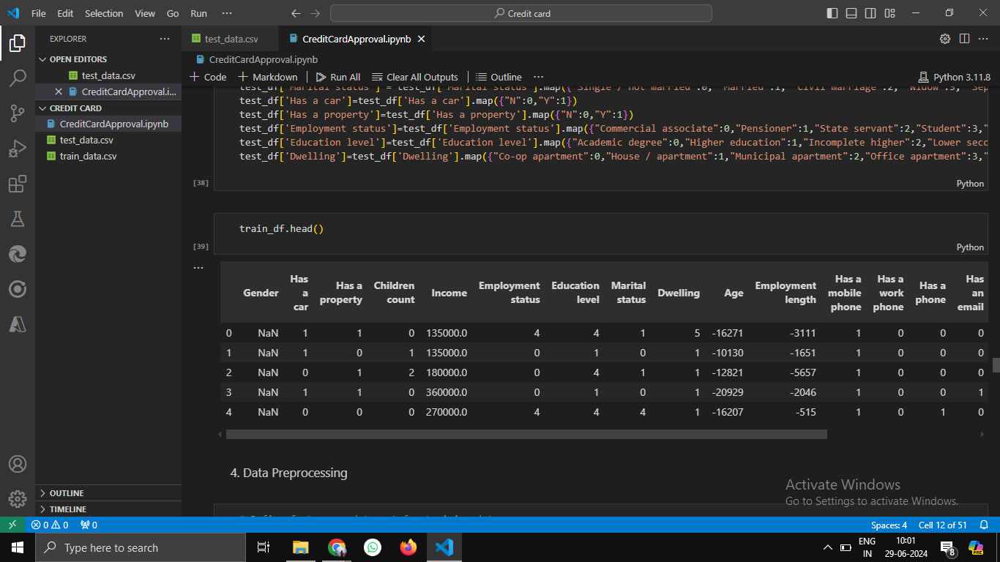 File Edit Selection View Go Run ··· Credit card
EXPLORER ···
OPEN EDITORS
test_data.csv
CreditCardApproval.i...
CREDIT CARD
CreditCardApproval.ipynb
test_data.csv
train_data.csv
OUTLINE
TIMELINE
test_data.csv CreditCardApproval.ipynb
CreditCardApproval.ipynb
+ Code + Markdown Run All Clear All Outputs Outline ··· Python 3.11.8
test_df['Marital status'] = test_df['Marital status'].map({"Single / not married":0, "Married":1, "Civil marriage":2, "Widow":3, "Sep
test_df['Has a car']=test_df['Has a car'].map({"N":0,"Y":1})
test_df['Has a property']=test_df['Has a property'].map({"N":0,"Y":1})
test_df['Employment status']=test_df['Employment status'].map({"Commercial associate":0,"Pensioner":1,"State servant":2,"Student":3,"
test_df['Education level']=test_df['Education level'].map({"Academic degree":0,"Higher education":1,"Incomplete higher":2,"Lower seco
test_df['Dwelling']=test_df['Dwelling'].map({"Co-op apartment":0,"House / apartment":1,"Municipal apartment":2,"Office apartment":3,"
[38] Python
train_df.head()
[39] Python
···
Gender Has a car Has a property Children count Income Employment status Education level Marital status Dwelling Age Employment length Has a mobile phone Has a work phone Has a phone Has an email
0 NaN 1 1 0 135000.0 4 4 1 5 -16271 -3111 1 0 0 0
1 NaN 1 0 1 135000.0 0 1 0 1 -10130 -1651 1 0 0 0
2 NaN 0 1 2 180000.0 0 4 1 1 -12821 -5657 1 0 0 0
3 NaN 1 1 0 360000.0 0 1 0 1 -20929 -2046 1 0 0 1
4 NaN 0 0 0 270000.0 4 4 4 1 -16207 -515 1 0 1 0
4. Data Preprocessing
Activate Windows
Go to Settings to activate Windows.
0 0 0 Spaces: 4 Cell 12 of 51
Type here to search
ENG
IN
10:01
29-06-2024
8
PRE